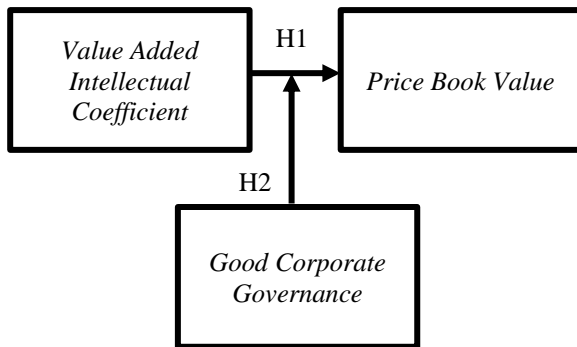 Value Added
Intellectual
Coefficient
H1
Price Book Value
H2
Good Corporate
Governance